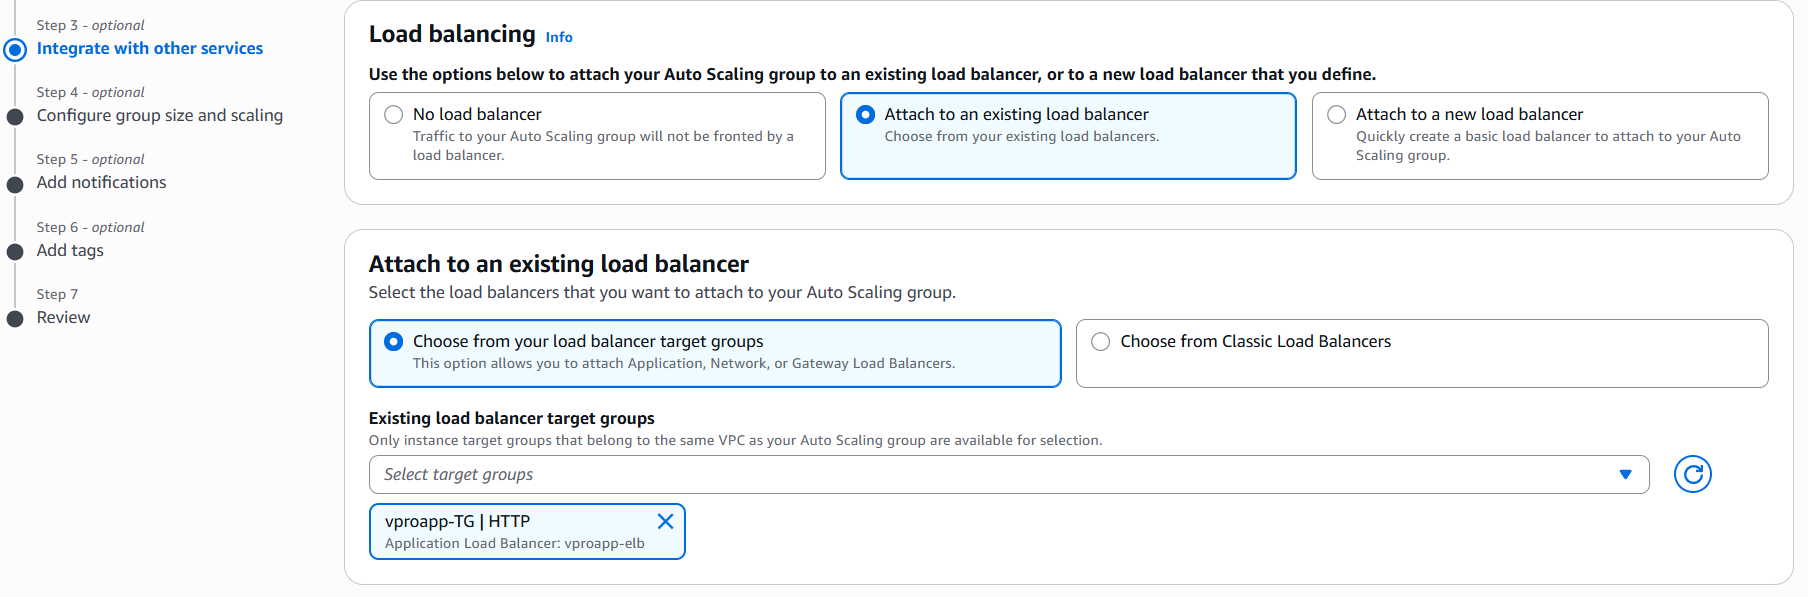 Step 3 - optional
Integrate with other services
Step 4 - optional
Configure group size and scaling
Step 5 - optional
Add notifications
Step 6 - optional
Add tags
Step 7
Review
Load balancing Info
Use the options below to attach your Auto Scaling group to an existing load balancer, or to a new load balancer that you define.
No load balancer
Traffic to your Auto Scaling group will not be fronted by a
load balancer.
Attach to an existing load balancer
Choose from your existing load balancers.
Attach to a new load balancer
Quickly create a basic load balancer to attach to your Auto
Scaling group.
Attach to an existing load balancer
Select the load balancers that you want to attach to your Auto Scaling group.
Choose from your load balancer target groups
This option allows you to attach Application, Network, or Gateway Load Balancers.
Choose from Classic Load Balancers
Existing load balancer target groups
Only instance target groups that belong to the same VPC as your Auto Scaling group are available for selection.
Select target groups
vproapp-TG | HTTP
Application Load Balancer: vproapp-elb